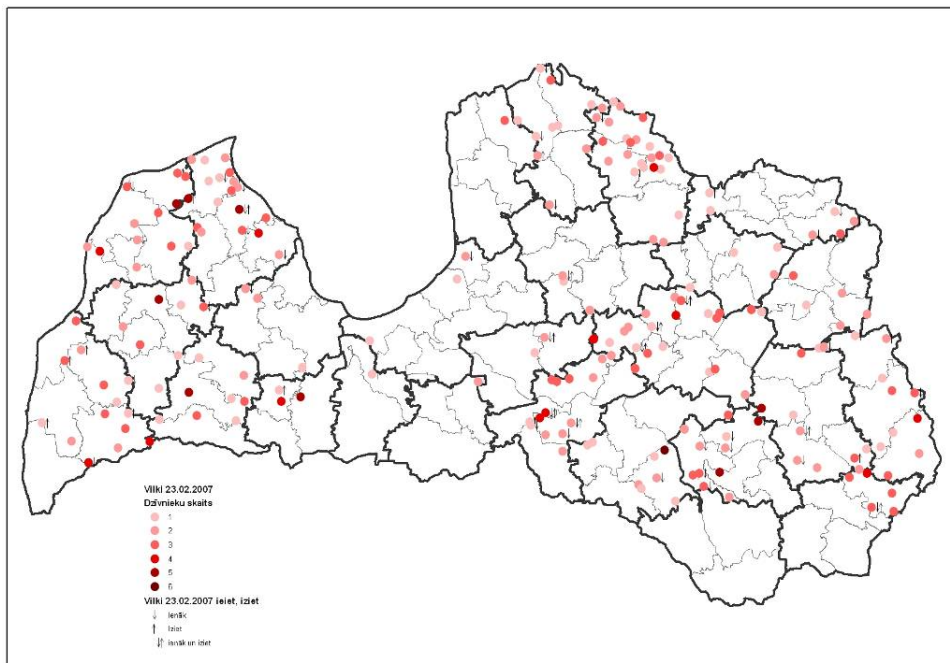 Vilki 23.02.2007
Dzīvnieku skaits
1
2
3
4
5
6
Vilki 23.02.2007 ieiet, iziet
Ienāk
Iziet
Ienāk un iziet